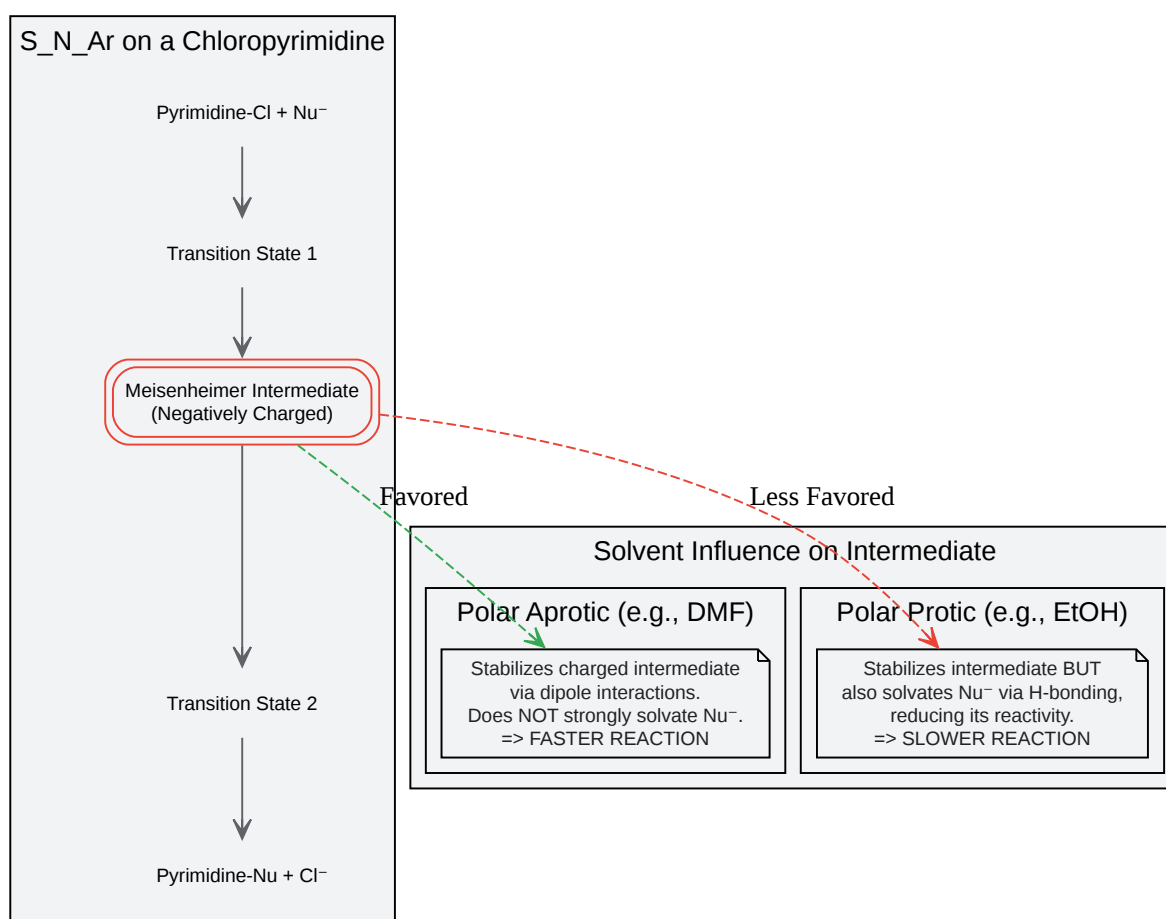 S_N_Ar on a Chloropyrimidine
Pyrimidine-Cl + Nu⁻
Transition State 1
Meisenheimer Intermediate
(Negatively Charged)
Favored
Less Favored
Solvent Influence on Intermediate
Polar Aprotic (e.g., DMF)
Stabilizes charged intermediate
via dipole interactions.
Does NOT strongly solvate Nu⁻.
=> FASTER REACTION
Polar Protic (e.g., EtOH)
Stabilizes intermediate BUT
also solvates Nu⁻ via H-bonding,
reducing its reactivity.
=> SLOWER REACTION
Transition State 2
Pyrimidine-Nu + Cl⁻